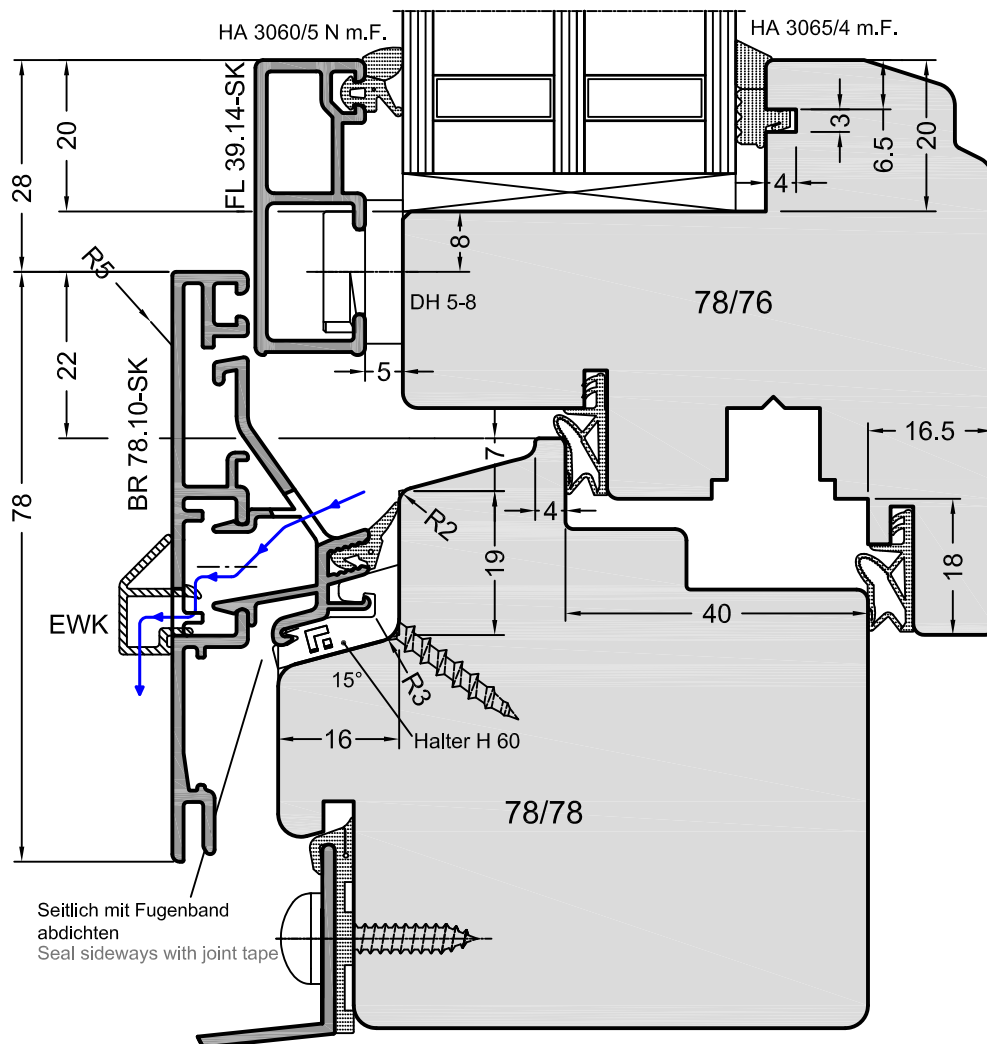 HA 3060/5 N m.F.
HA 3065/4 m.F.
FL 39.14-SK
20
28
3
6.5
20
4
8
R5
DH 5-8
78/76
22
5
BR 78.10-SK
16.5
7
78
R2
4
19
18
40
EWK
15°
R3
16
Halter H 60
78/78
Seitlich mit Fugenband
abdichten
Seal sideways with joint tape